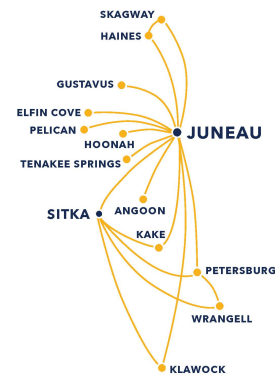 SKAGWAY
HAINES
GUSTAVUS
ELFIN COVE
PELICAN
JUNEAU
HOONAH
TENAKEE SPRINGS
ANGOON
SITKA
KAKE
PETERSBURG
WRANGELL
KLAWOCK